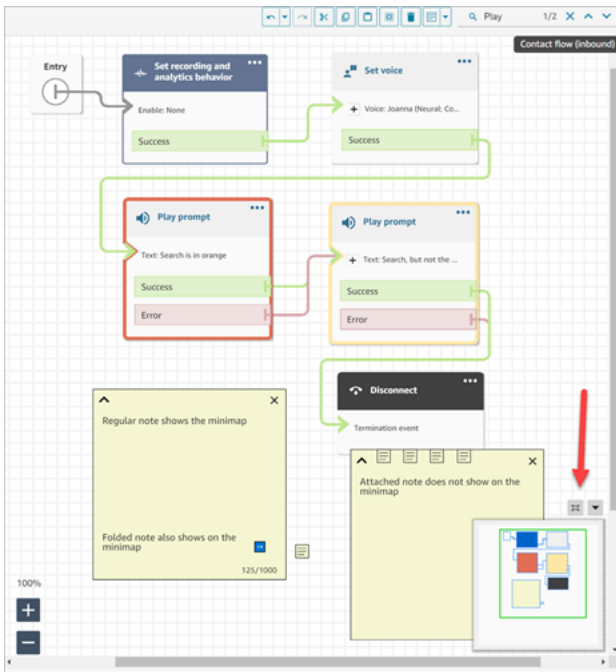 Play
1/2
Contact flow (inbound)
Entry
Set recording and
analytics behavior
Enable: None
Success
Set voice
Voice: Joanna (Neural: Co...
Success
Play prompt
Text: Search is in orange
Success
Error
Play prompt
Text: Search, but not the ...
Success
Error
Disconnect
Termination event
Regular note shows the minimap
Folded note also shows on the
minimap
125/1000
Attached note does not show on the
minimap
100%